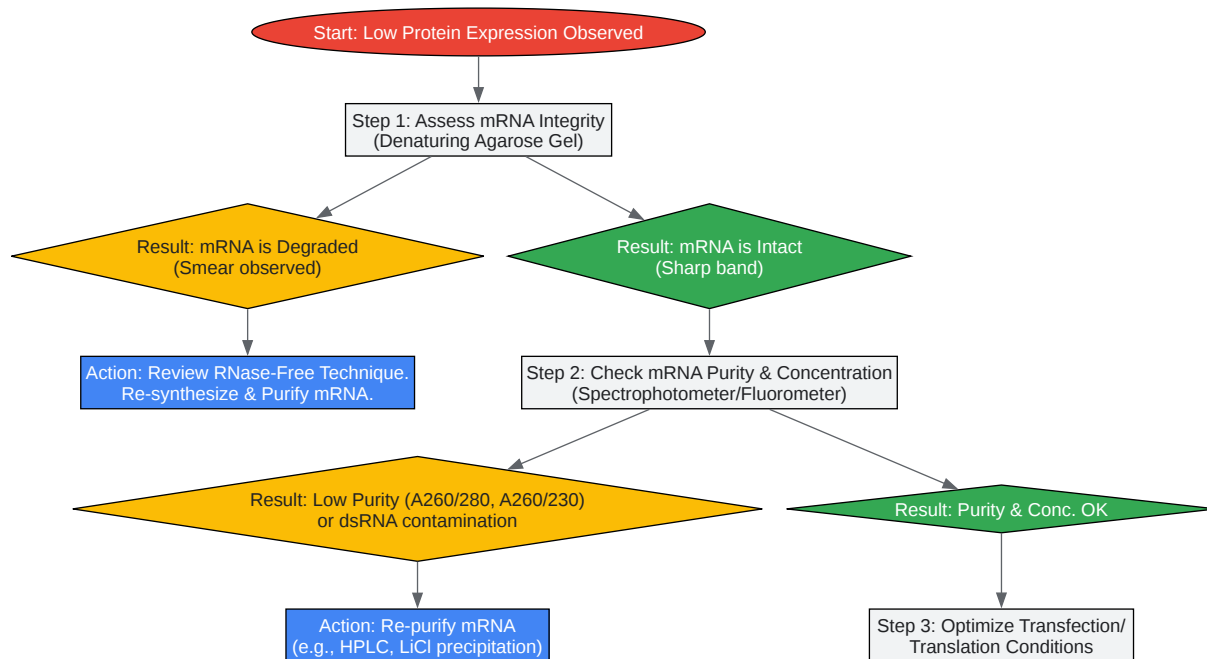 Start: Low Protein Expression Observed
Step 1: Assess mRNA Integrity
(Denaturing Agarose Gel)
Result: mRNA is Degraded
(Smear observed)
Result: mRNA is Intact
(Sharp band)
Action: Review RNase-Free Technique.
Re-synthesize & Purify mRNA.
Step 2: Check mRNA Purity & Concentration
(Spectrophotometer/Fluorometer)
Result: Low Purity (A260/280, A260/230)
or dsRNA contamination
Result: Purity & Conc. OK
Action: Re-purify mRNA
(e.g., HPLC, LiCl precipitation)
Step 3: Optimize Transfection/
Translation Conditions